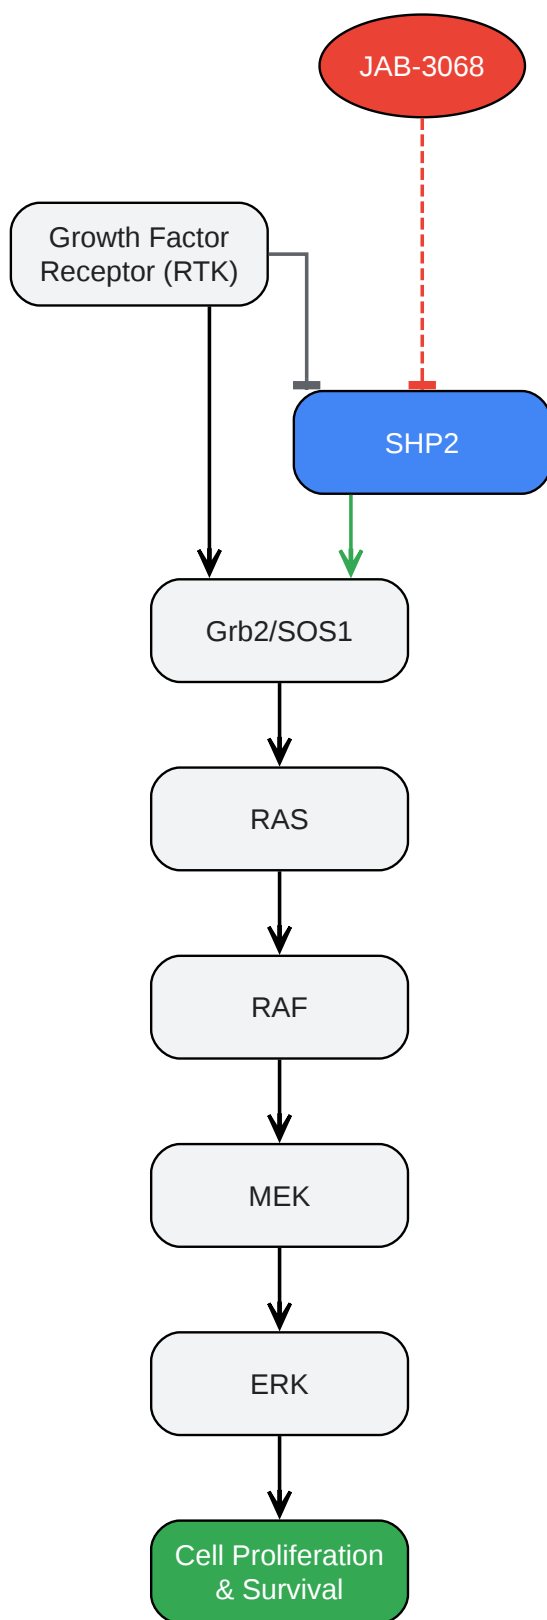 JAB-3068
Growth Factor
Receptor (RTK)
SHP2
Grb2/SOS1
RAS
RAF
MEK
ERK
Cell Proliferation
& Survival